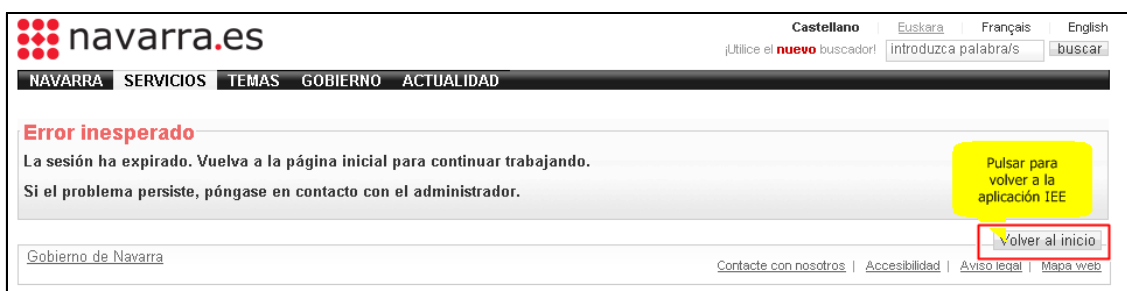 navarra.es
Castellano Euskara Français English
¡Utilice el nuevo buscador! introduzca palabra/s buscar
NAVARRA SERVICIOS TEMAS GOBIERNO ACTUALIDAD
Error inesperado
La sesión ha expirado. Vuelva a la página inicial para continuar trabajando.
Si el problema persiste, póngase en contacto con el administrador.
Pulsar para
volver a la
aplicación IEE
Volver al inicio
Gobierno de Navarra
Contacte con nosotros | Accesibilidad | Aviso legal | Mapa web